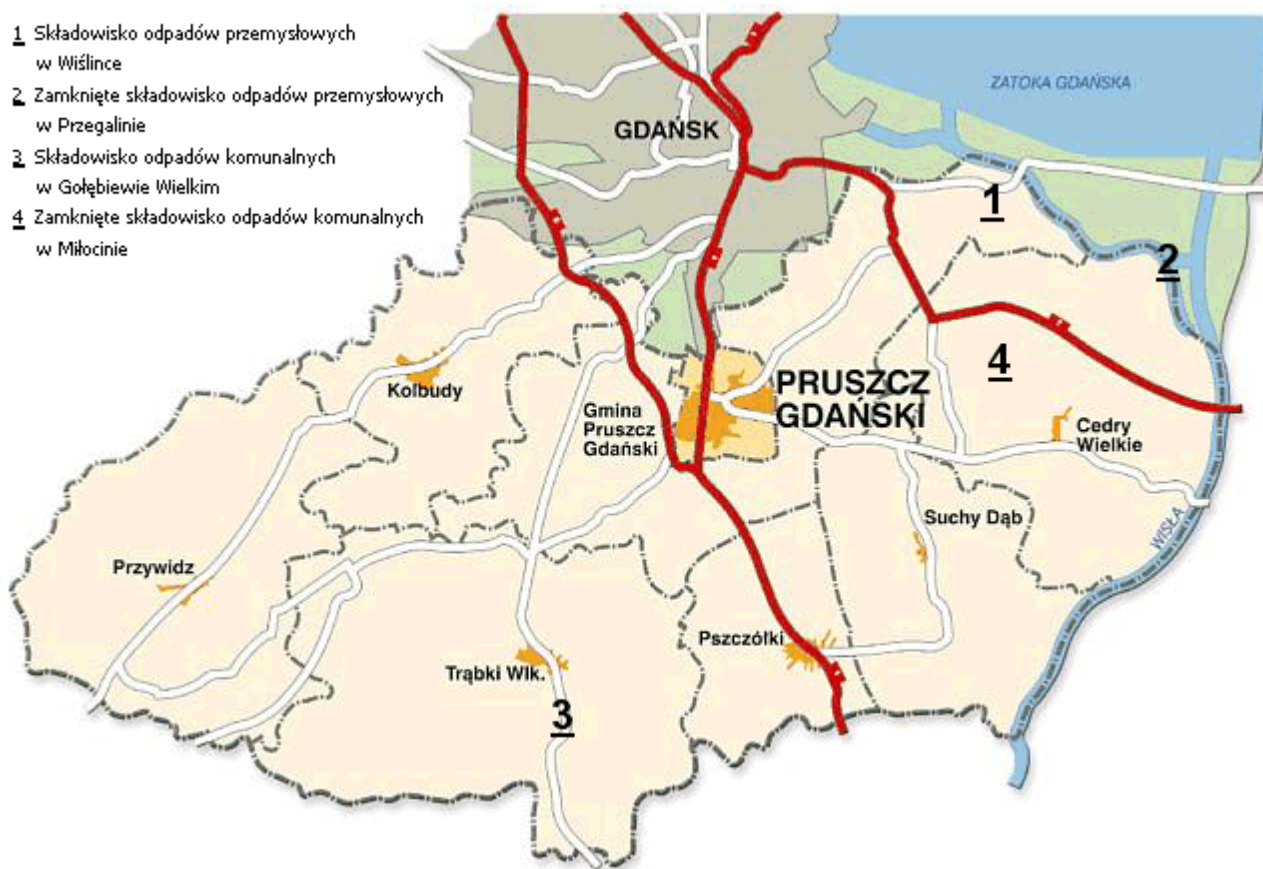 1 Składowisko odpadów przemysłowych
w Wiślince
2 Zamknięte składowisko odpadów przemysłowych
w Przegalinie
3 Składowisko odpadów komunalnych
w Gołębiewie Wielkim
4 Zamknięte składowisko odpadów komunalnych
w Miłocinie
ZATOKA GDAŃSKA
GDAŃSK
1
2
4
Kolbudy
PRUSZCZ
GDAŃSKI
Gmina
Pruszcz
Gdański
Cedry
Wielkie
Suchy Dąb
WISŁA
Przywidz
Pszczółki
Trąbki Wlk.
3